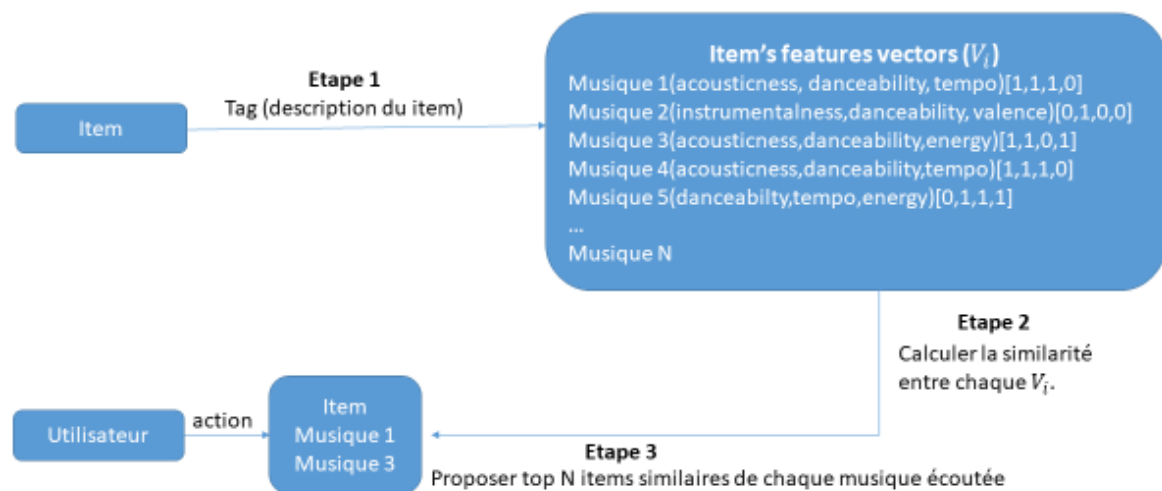 Item's features vectors (V_i)
Musique 1(acousticness, danceability, tempo)[1,1,1,0]
Musique 2(instrumentalness,danceability, valence)[0,1,0,0]
Musique 3(acousticness,danceability,energy)[1,1,0,1]
Musique 4(acousticness,danceability,tempo)[1,1,1,0]
Musique 5(danceabilty,tempo,energy)[0,1,1,1]
...
Musique N
Etape 1
Tag (description du item)
Item
Etape 2
Calculer la similarité
entre chaque V_i.
Utilisateur
action
Item
Musique 1
Musique 3
Etape 3
Proposer top N items similaires de chaque musique écoutée